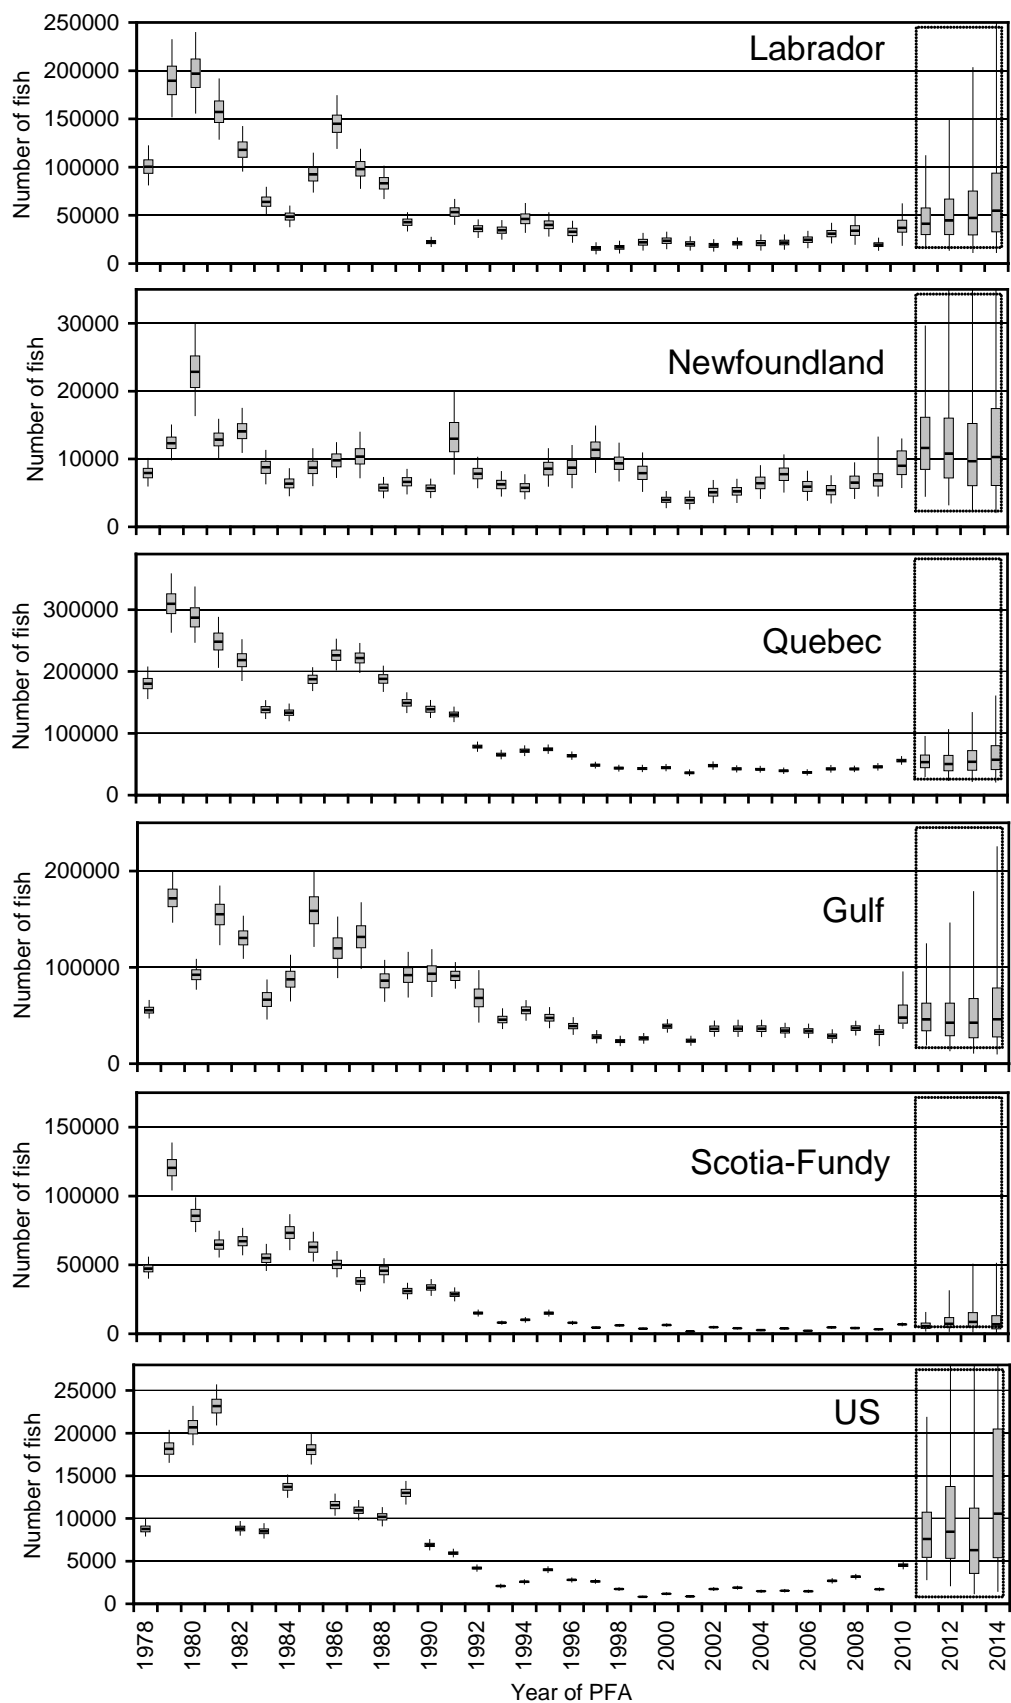 Labrador
Number of fish
250000
200000
150000
100000
50000
0
Newfoundland
Number of fish
30000
20000
10000
0
Quebec
Number of fish
300000
200000
100000
0
Gulf
Number of fish
200000
100000
0
Scotia-Fundy
Number of fish
150000
100000
50000
0
US
Number of fish
25000
20000
15000
10000
5000
0
1978 1980 1982 1984 1986 1988 1990 1992 1994 1996 1998 2000 2002 2004 2006 2008 2010 2012 2014
Year of PFA